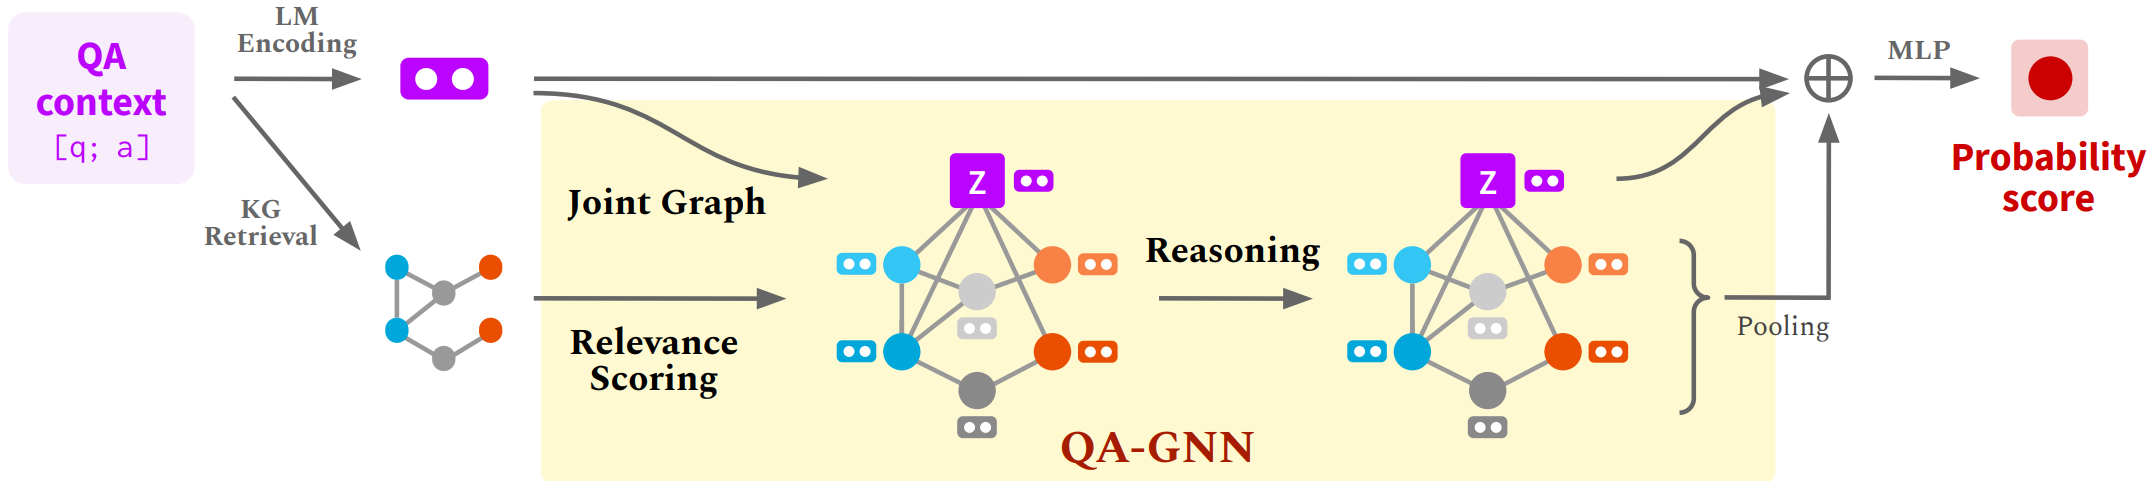 QA
context
[q; a]
LM
Encoding
KG
Retrieval
Joint Graph
Relevance
Scoring
Z
Reasoning
Z
QA-GNN
Pooling
MLP
Probability
score